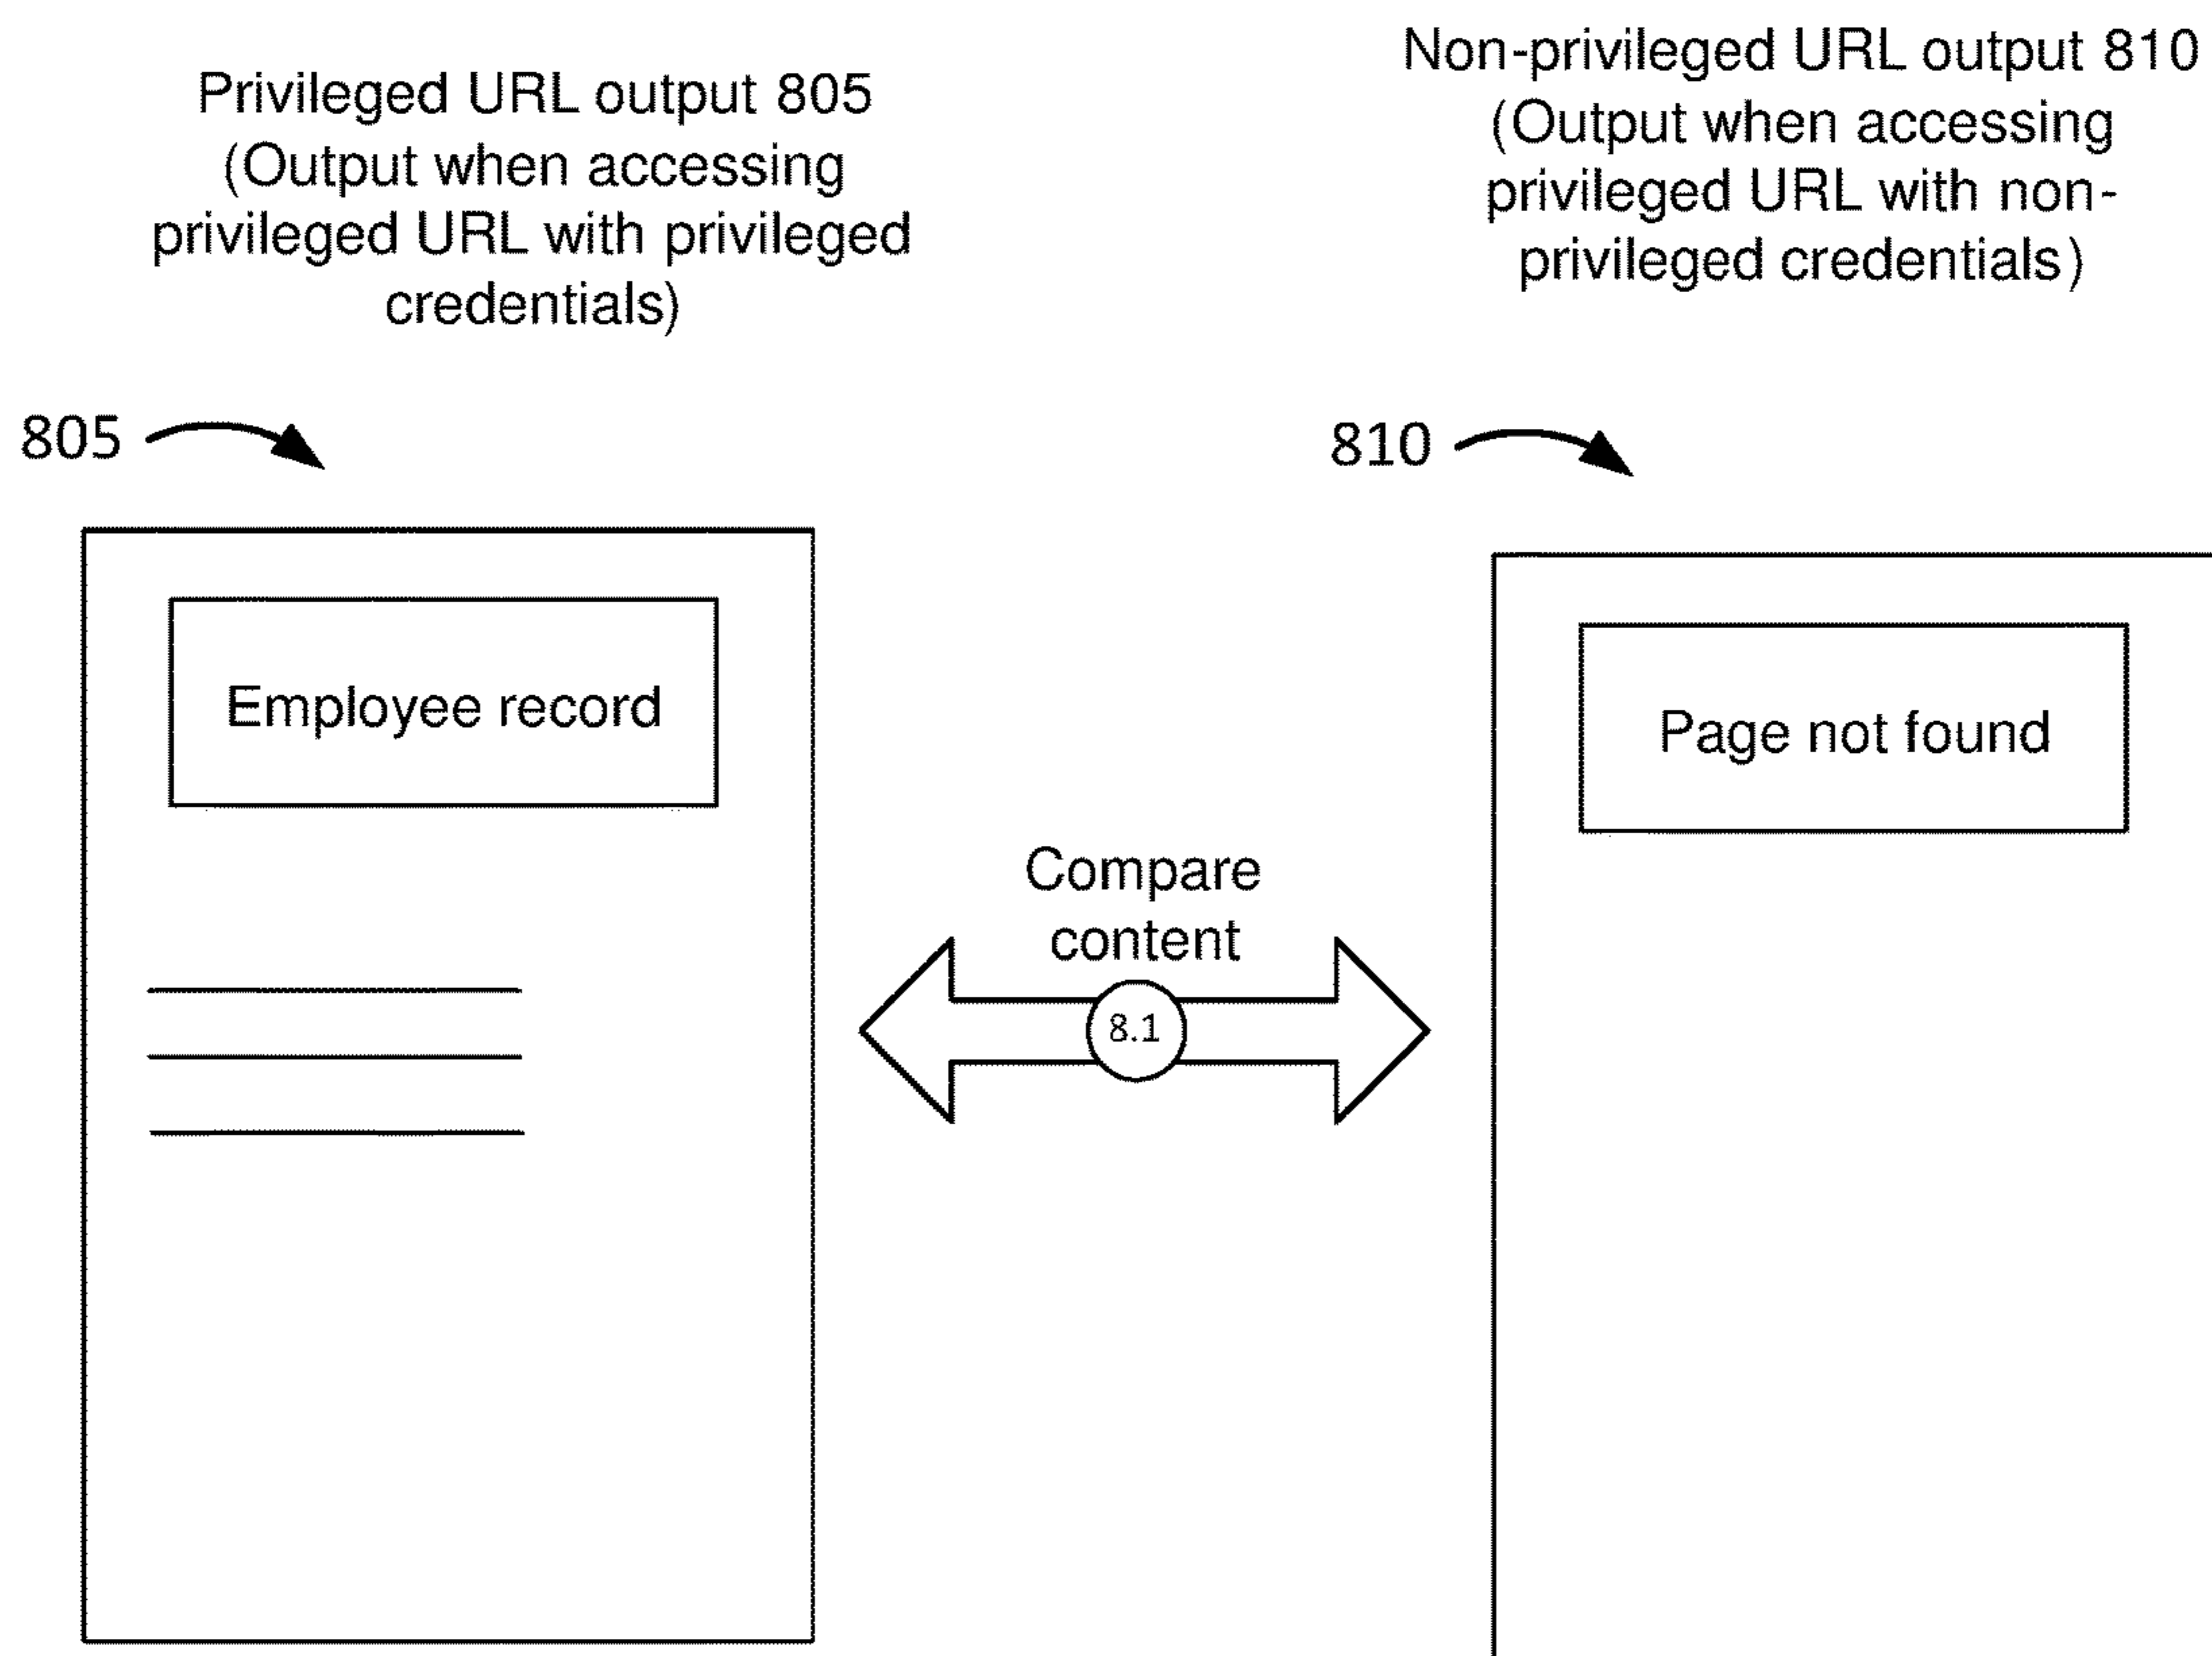 Privileged URL output 805
(Output when accessing
privileged URL with privileged
credentials)
Non-privileged URL output 810
(Output when accessing
privileged URL with non-
privileged credentials)
805
810
Employee record
Page not found
Compare
content
8.1